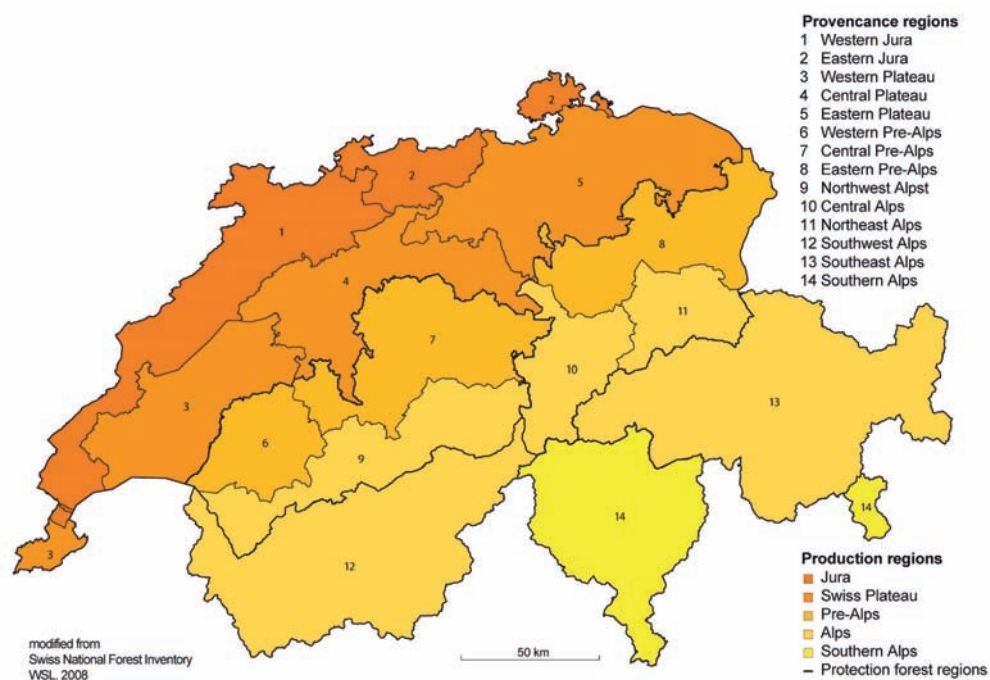 Provencance regions
1 Western Jura
2 Eastern Jura
3 Western Plateau
4 Central Plateau
5 Eastern Plateau
6 Western Pre-Alps
7 Central Pre-Alps
8 Eastern Pre-Alps
9 Northwest Alpst
10 Central Alps
11 Northeast Alps
12 Southwest Alps
13 Southeast Alps
14 Southern Alps
2
2
5
1
8
4
11
7
10
13
3
6
9
14
14
3
12
Production regions
Jura
Swiss Plateau
Pre-Alps
Alps
Southern Alps
Protection forest regions
50 km
modified from
Swiss National Forest Inventory
WSL, 2008